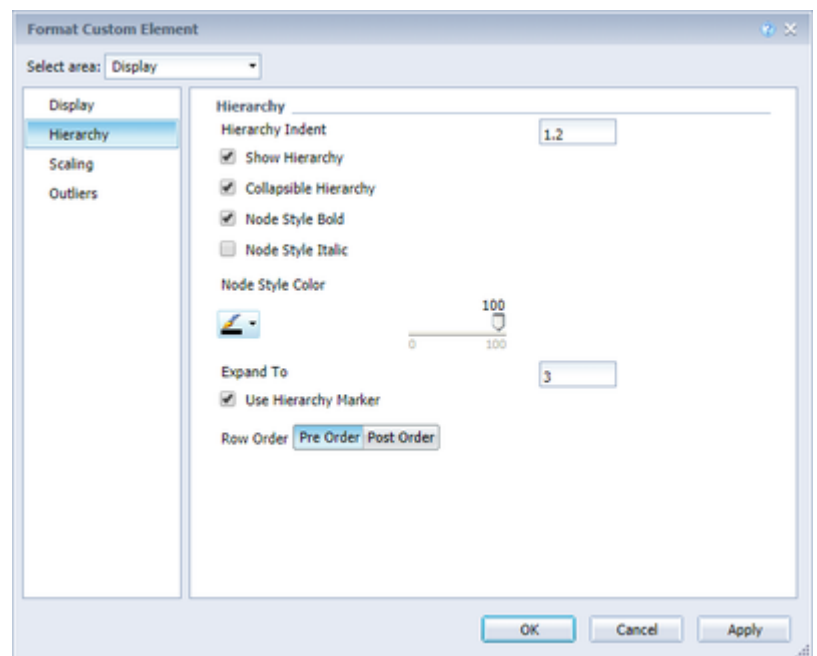 Format Custom Element
Select area: Display
Display
Hierarchy
Scaling
Outliers
Hierarchy
Hierarchy Indent 1.2
Show Hierarchy
Collapsible Hierarchy
Node Style Bold
Node Style Italic
Node Style Color
100
0 100
Expand To 3
Use Hierarchy Marker
Row Order Pre Order Post Order
OK Cancel Apply